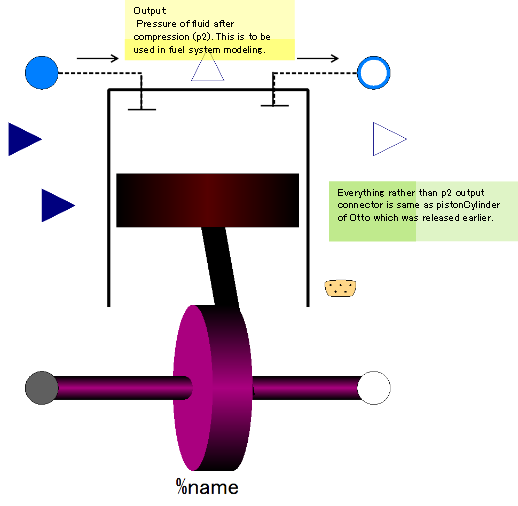 Output
Pressure of fluid after
compression (p2). This is to be
used in fuel system modeling.
Everything rather than p2 output
connector is same as pistonCylinder
of Otto which was released earlier.
%name